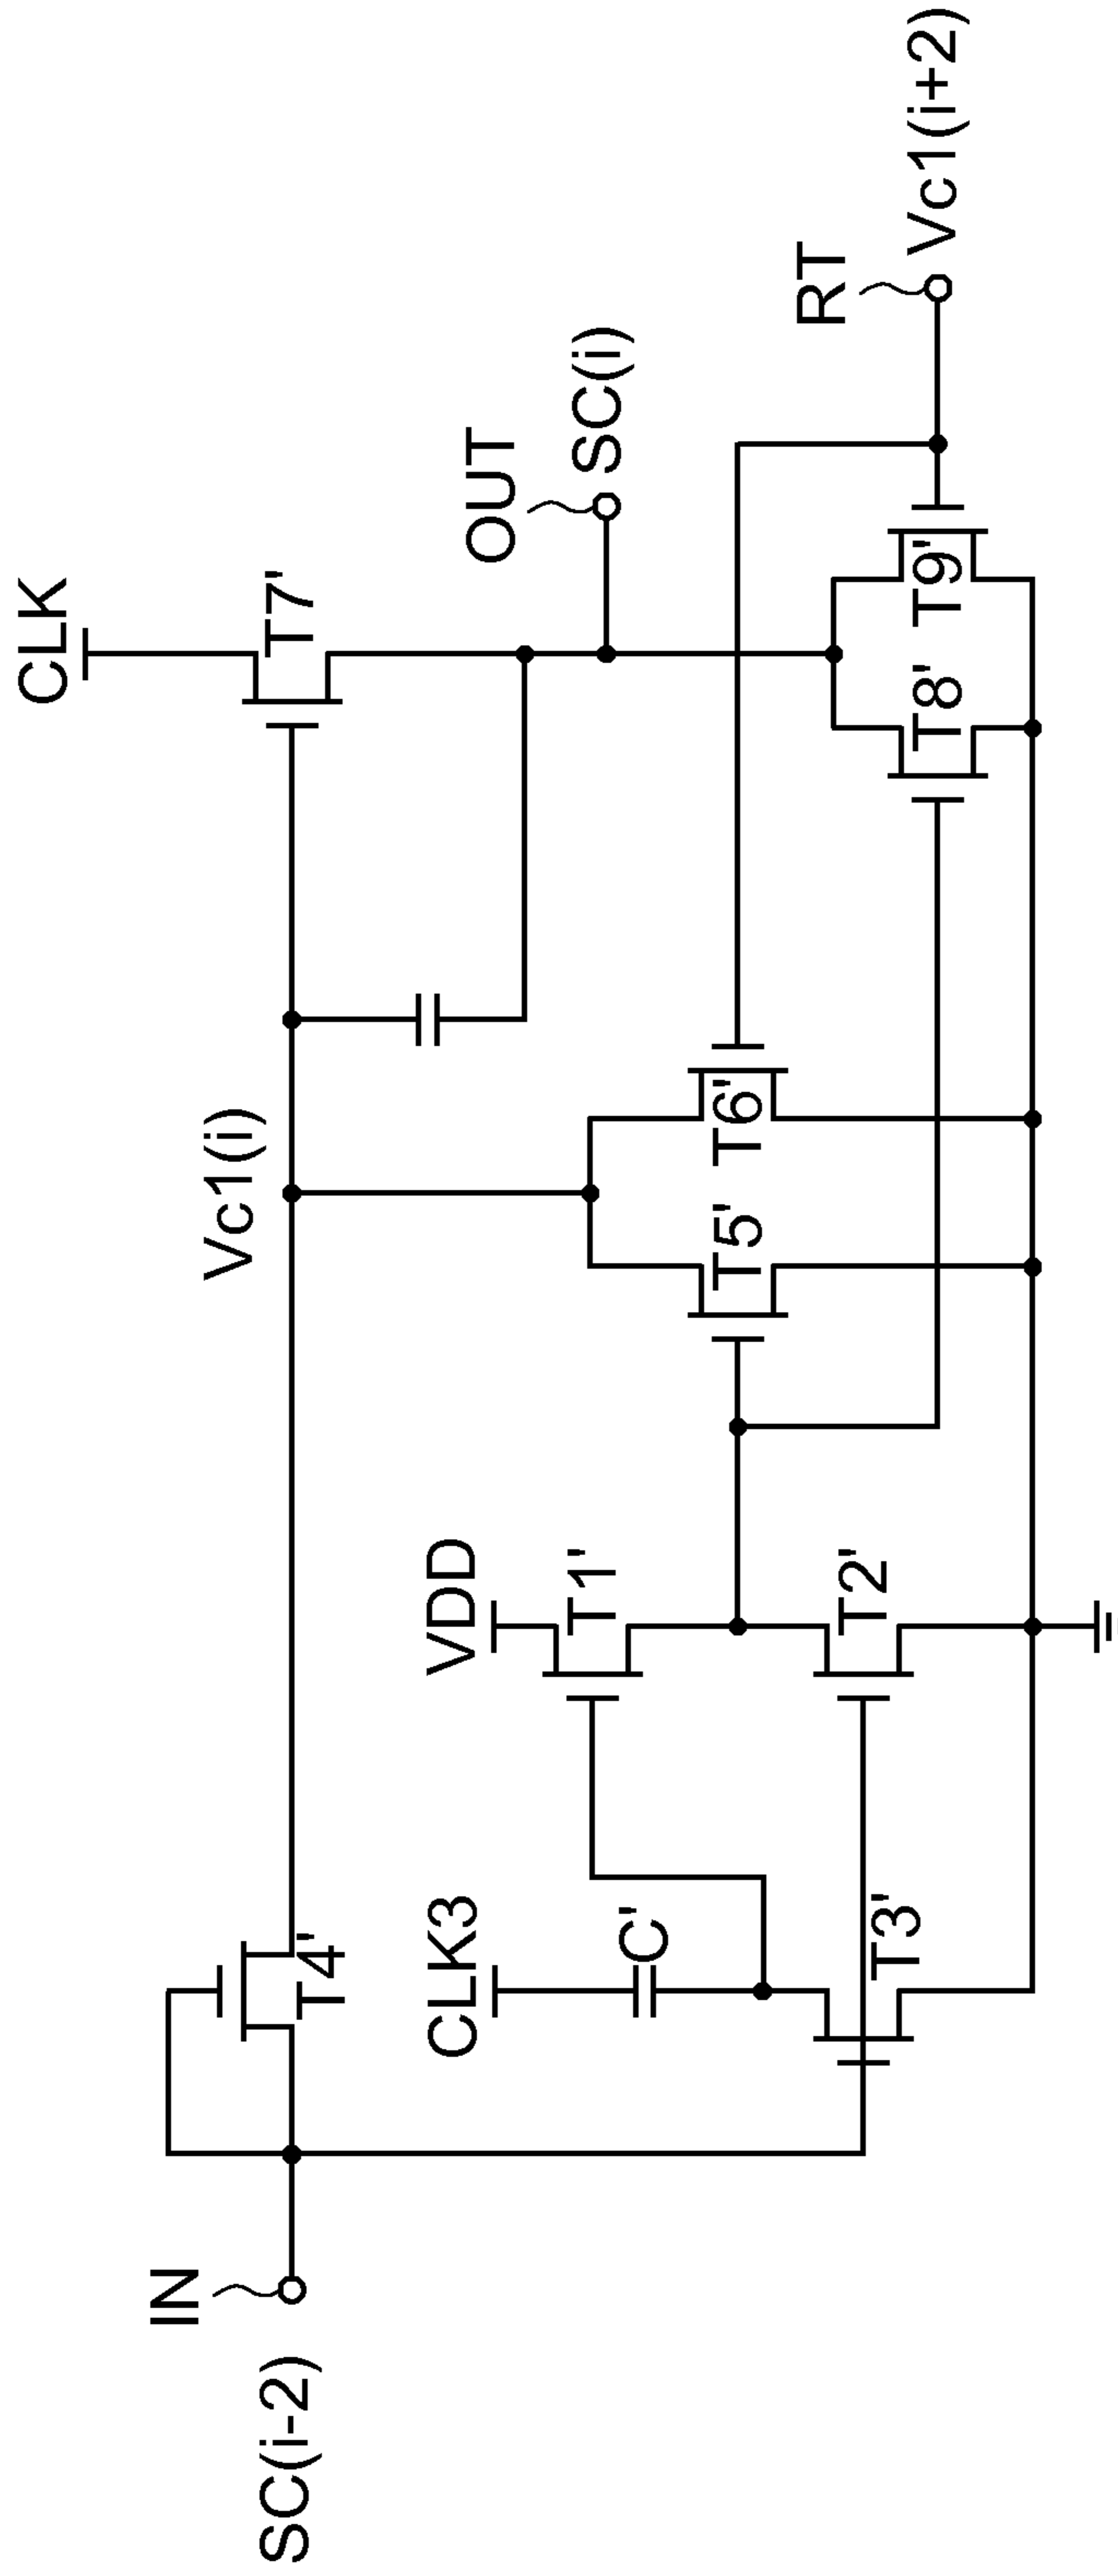 CLK
T7'
OUT
SC(i)
RT
Vc1(i+2)
Vc1(i)
T6'
T5'
T8'
T9'
VDD
T1'
T2'
T4'
CLK3
C'
T3'
IN
SC(i-2)